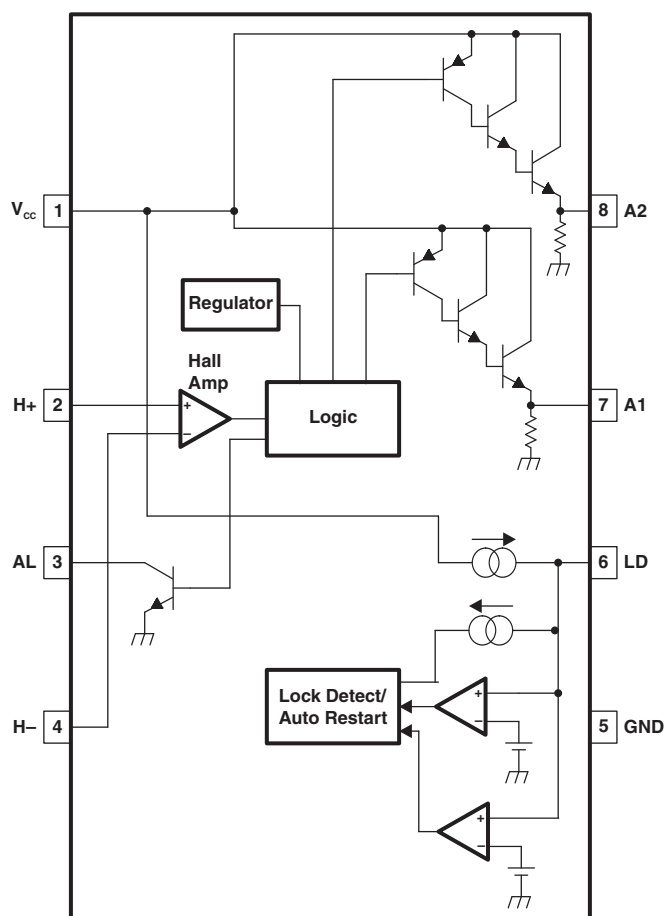 Vcc 1
8 A2
Regulator
Hall
Amp
H+ 2
+
–
Logic
7 A1
AL 3
6 LD
Lock Detect/
Auto Restart
+
–
H– 4
5 GND
+
–